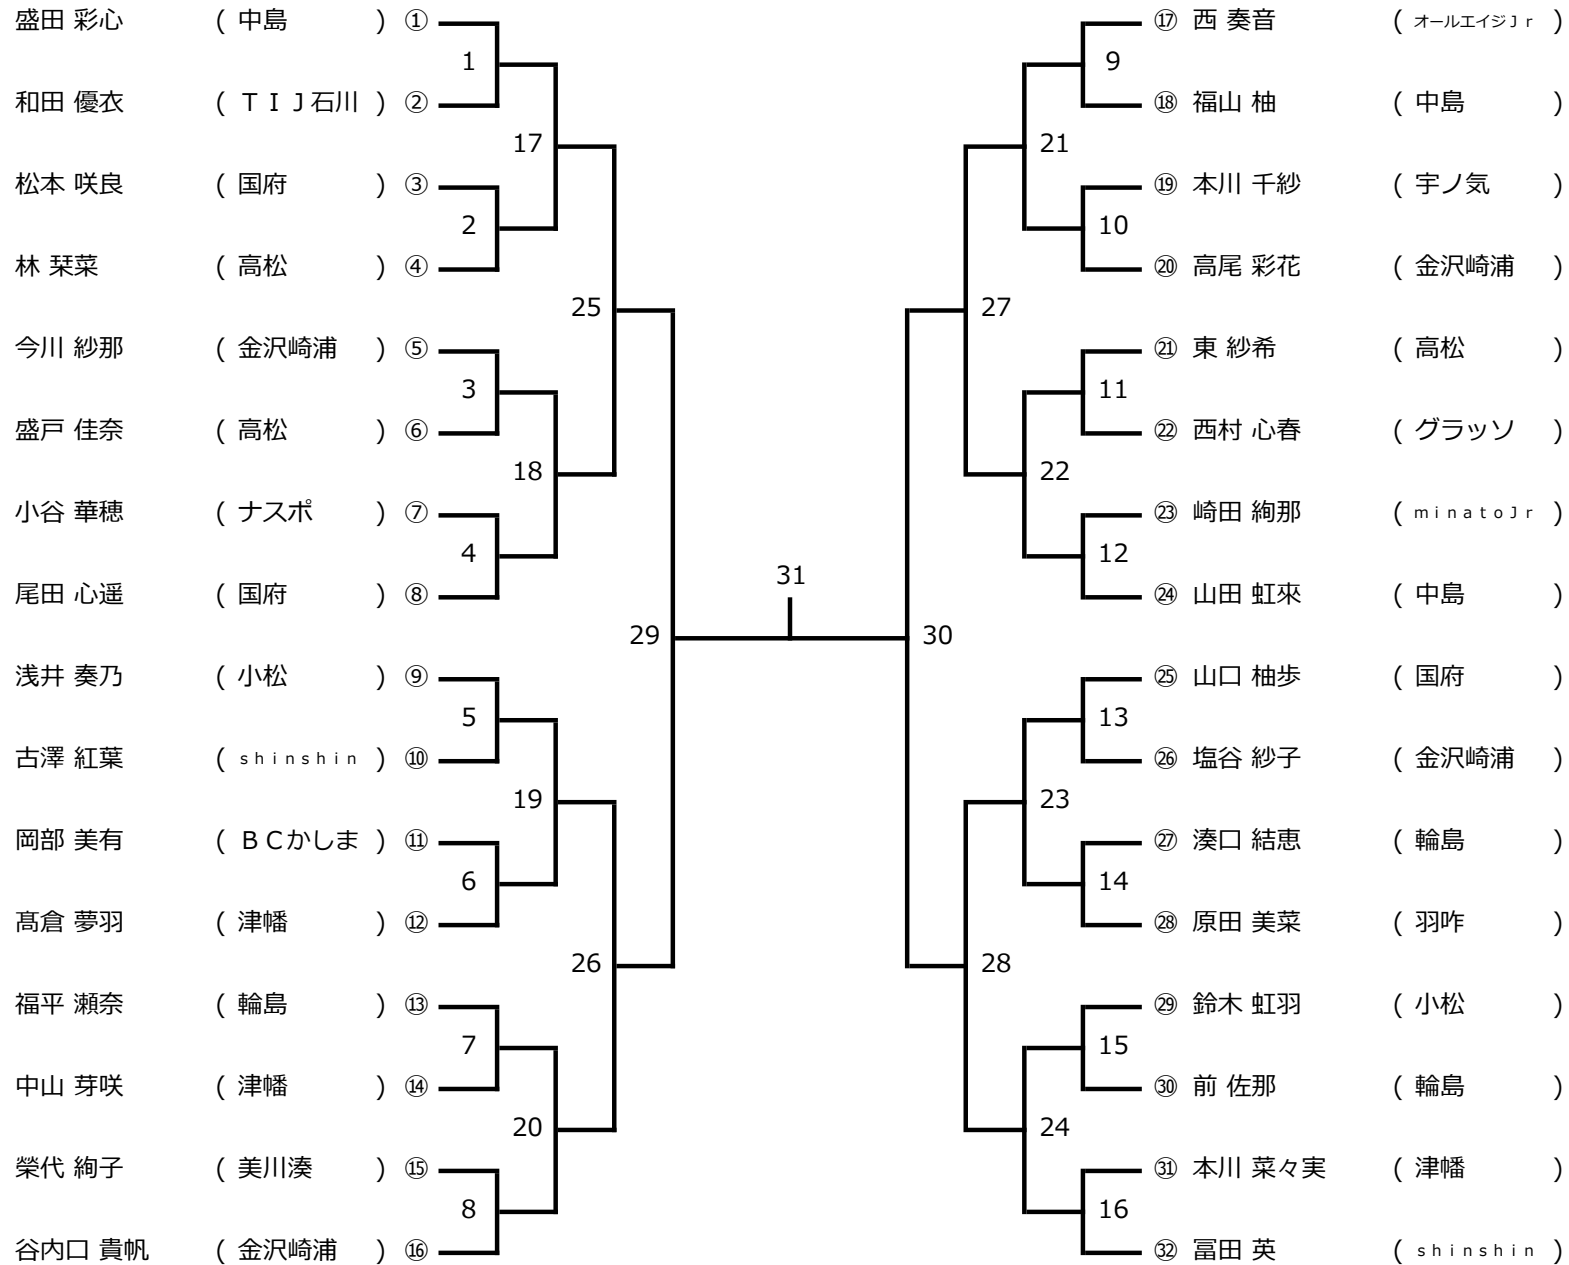 盛田 彩心 ( 中島 ) ①
1
和田 優衣 ( ＴＩＪ石川 ) ②
17
松本 咲良 ( 国府 ) ③
2
林 栞菜 ( 高松 ) ④
25
今川 紗那 ( 金沢崎浦 ) ⑤
3
盛戸 佳奈 ( 高松 ) ⑥
18
小谷 華穂 ( ナスポ ) ⑦
4
尾田 心遥 ( 国府 ) ⑧
29
浅井 奏乃 ( 小松 ) ⑨
5
古澤 紅葉 ( ｓｈｉｎｓｈｉｎ ) ⑩
19
岡部 美有 ( ＢＣかしま ) ⑪
6
髙倉 夢羽 ( 津幡 ) ⑫
26
福平 瀬奈 ( 輪島 ) ⑬
7
中山 芽咲 ( 津幡 ) ⑭
20
榮代 絢子 ( 美川湊 ) ⑮
8
谷内口 貴帆 ( 金沢崎浦 ) ⑯
31
⑰ 西 奏音 ( オールエイジＪｒ )
9
⑱ 福山 柚 ( 中島 )
21
⑲ 本川 千紗 ( 宇ノ気 )
10
⑳ 高尾 彩花 ( 金沢崎浦 )
27
㉑ 東 紗希 ( 高松 )
11
㉒ 西村 心春 ( グラッソ )
22
㉓ 崎田 絢那 ( ｍｉｎａｔｏＪｒ )
12
㉔ 山田 虹來 ( 中島 )
30
㉕ 山口 柚歩 ( 国府 )
13
㉖ 塩谷 紗子 ( 金沢崎浦 )
23
㉗ 湊口 結恵 ( 輪島 )
14
㉘ 原田 美菜 ( 羽咋 )
28
㉙ 鈴木 虹羽 ( 小松 )
15
㉚ 前 佐那 ( 輪島 )
24
㉛ 本川 菜々実 ( 津幡 )
16
㉜ 冨田 英 ( ｓｈｉｎｓｈｉｎ )